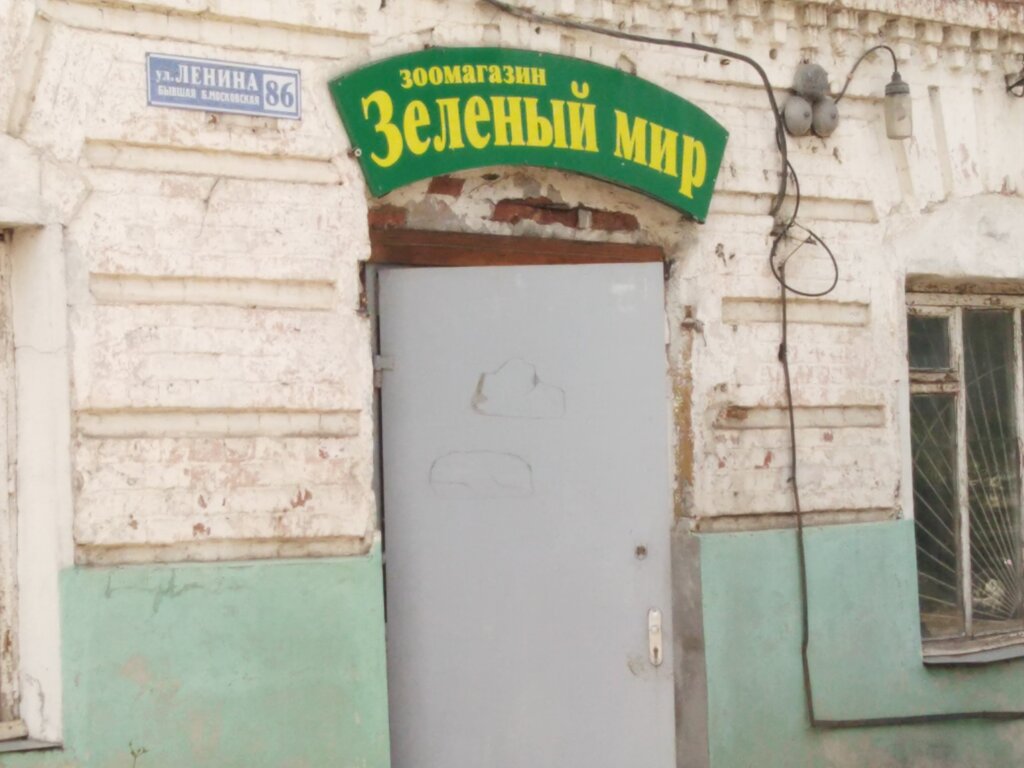 ул. ЛЕНИНА 86
БЫВШАЯ Б.МОСКОВСКАЯ
зоомагазин
Зеленый мир